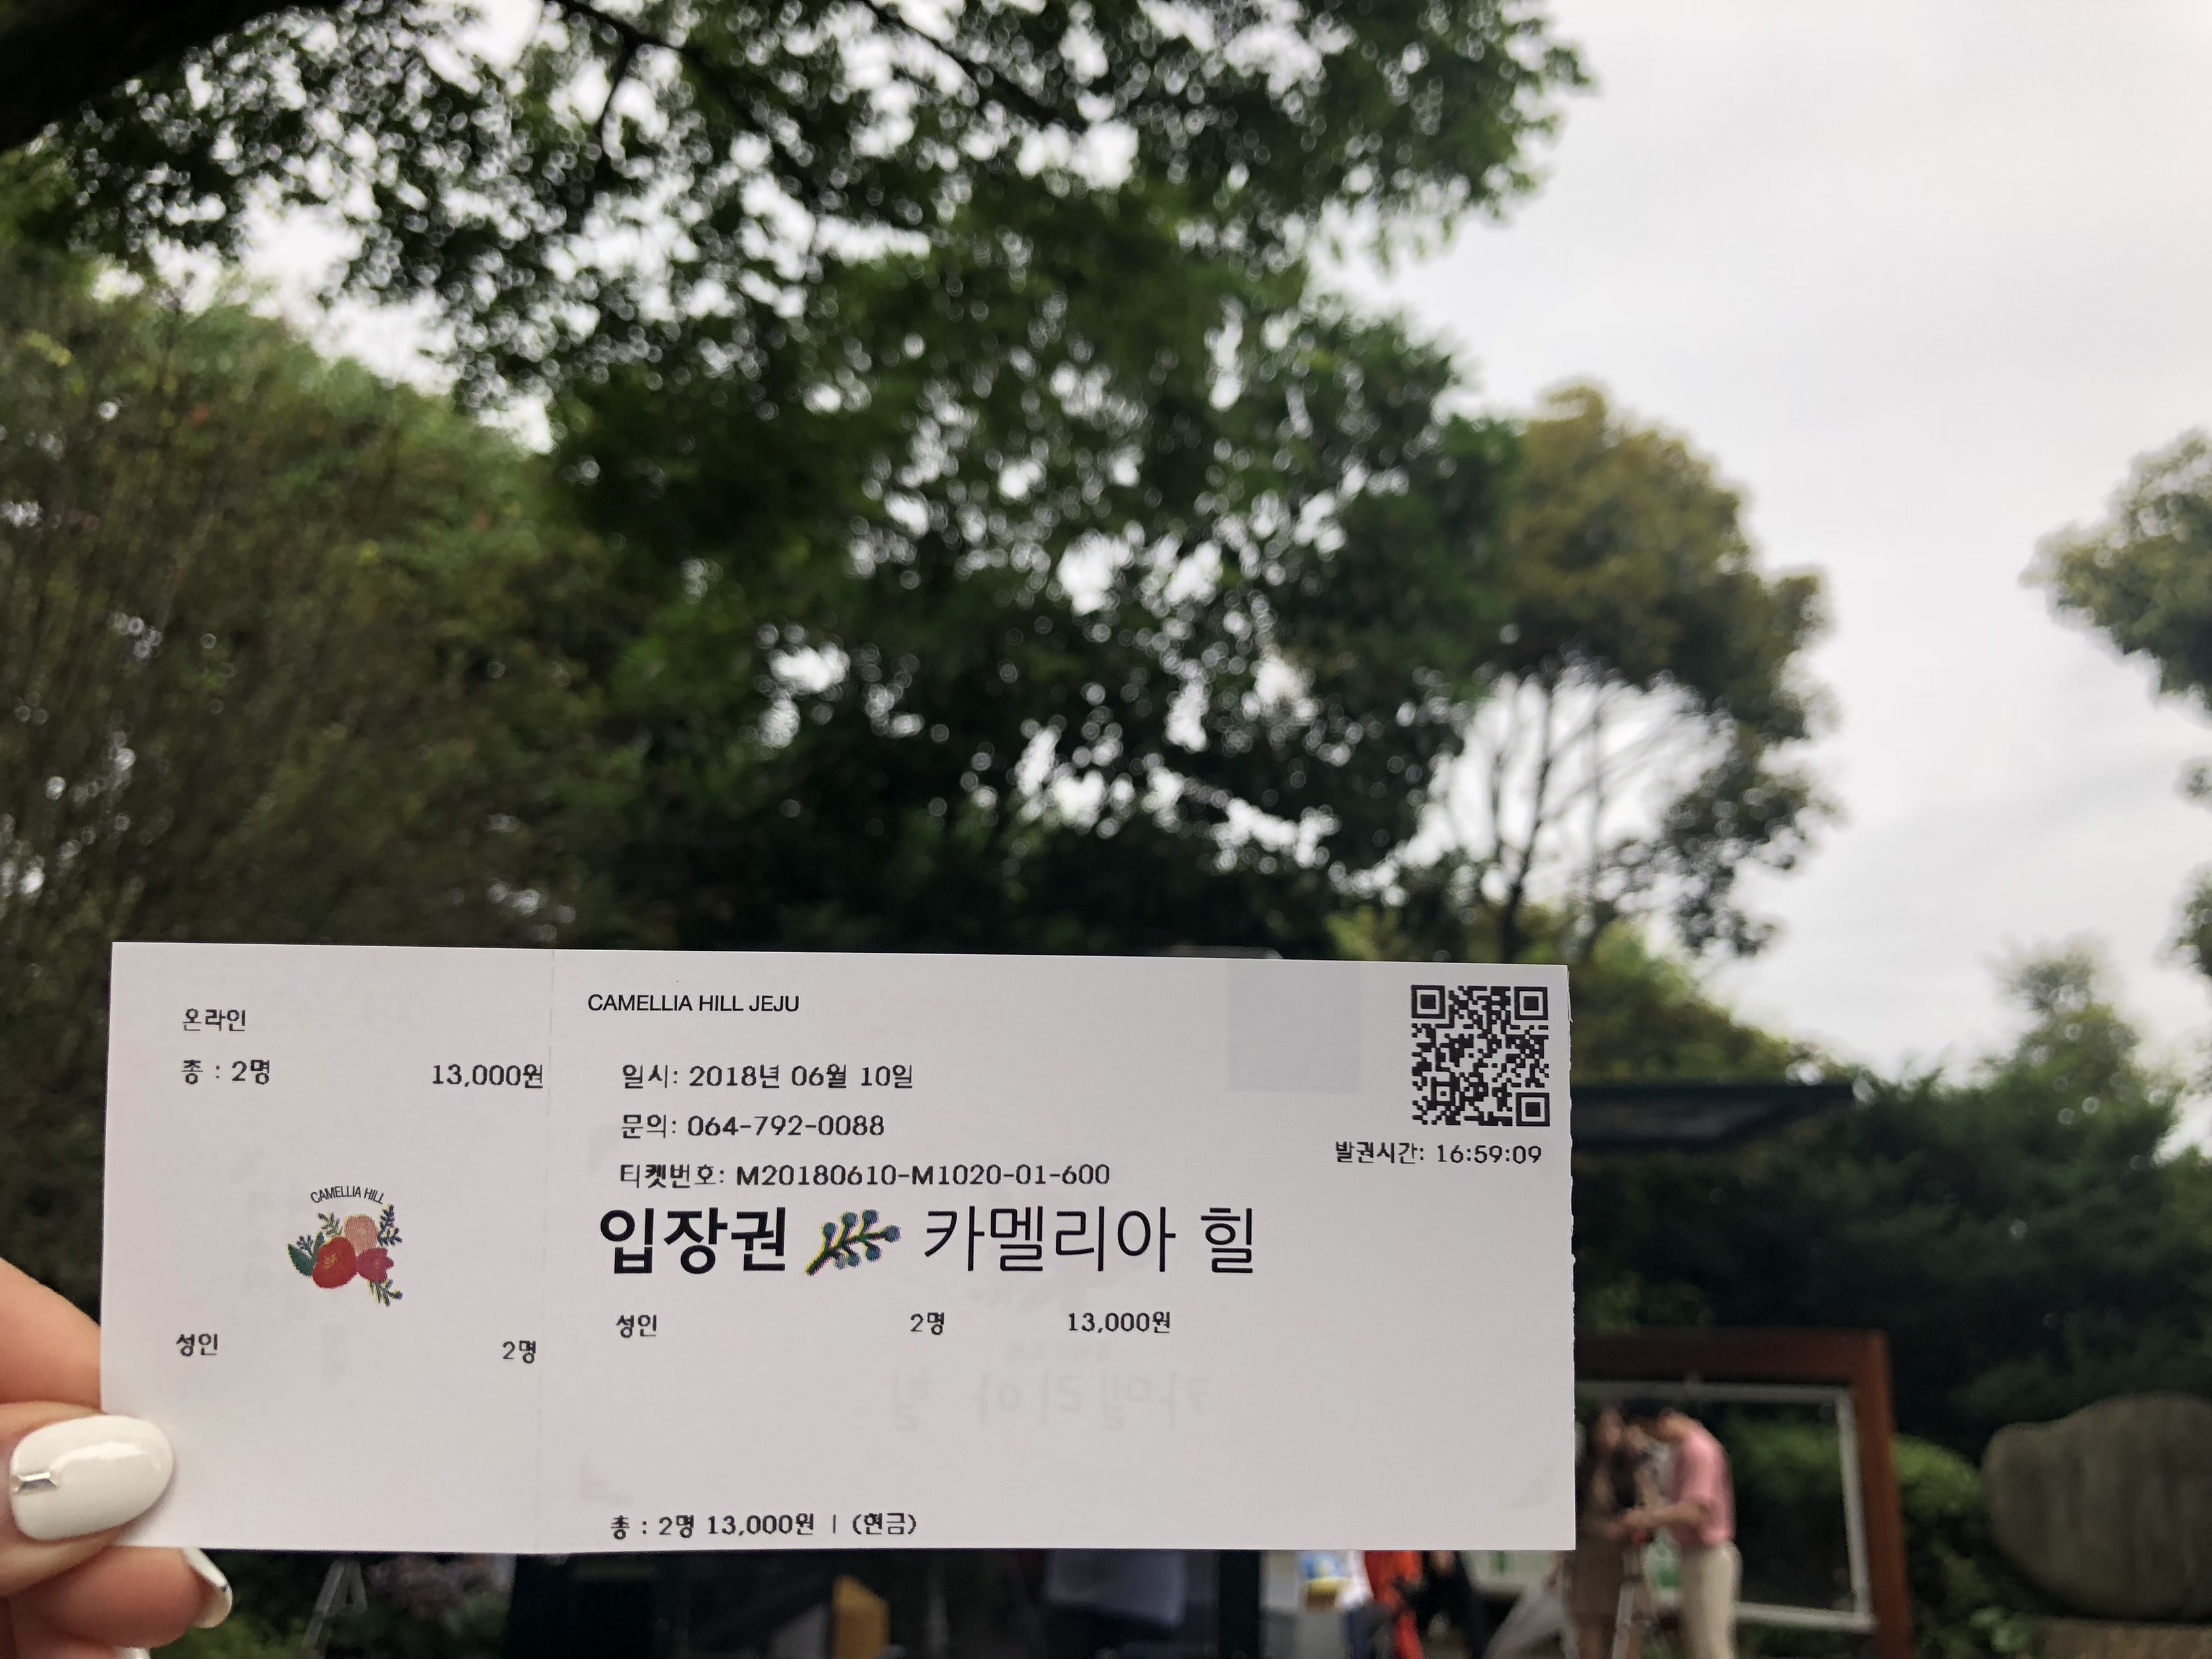 온라인
총 : 2명 13,000원
CAMELLIA HILL
성인 2명
CAMELLIA HILL JEJU
일시: 2018년 06월 10일
문의: 064-792-0088
티켓번호: M20180610-M1020-01-600
발권시간: 16:59:09
입장권 카멜리아 힐
성인 2명 13,000원
총 : 2명 13,000원 | (현금)